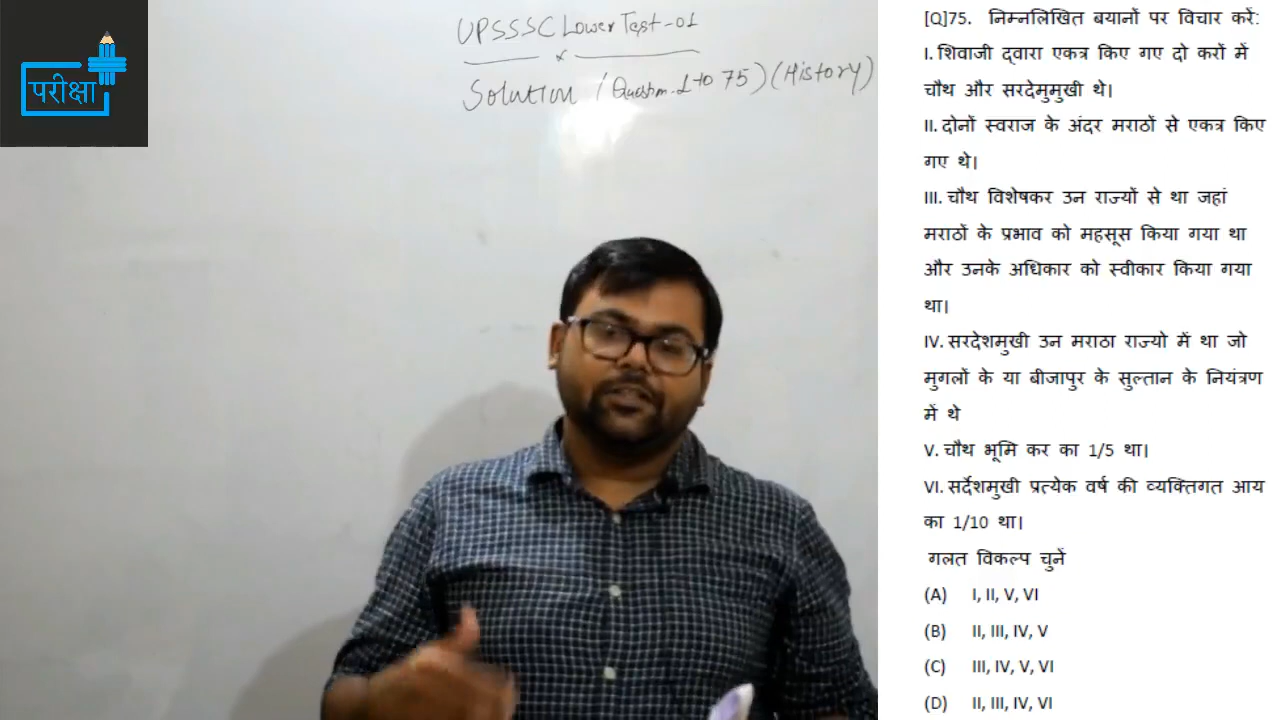 परीक्षा
UPSSSC Lower Test-01
Solution (Question-1 to 75) (History)
[Q]75. निम्नलिखित बयानों पर विचार करें:
I. शिवाजी द्वारा एकत्र किए गए दो करों में
चौथ और सरदेमुमुखी थे।
II. दोनों स्वराज के अंदर मराठों से एकत्र किए
गए थे।
III. चौथ विशेषकर उन राज्यों से था जहां
मराठों के प्रभाव को महसूस किया गया था
और उनके अधिकार को स्वीकार किया गया
था।
IV. सरदेशमुखी उन मराठा राज्यो में था जो
मुगलों के या बीजापुर के सुल्तान के नियंत्रण
में थे
V. चौथ भूमि कर का 1/5 था।
VI. सर्देशमुखी प्रत्येक वर्ष की व्यक्तिगत आय
का 1/10 था।
गलत विकल्प चुनें
(A) I, II, V, VI
(B) II, III, IV, V
(C) III, IV, V, VI
(D) II, III, IV, VI